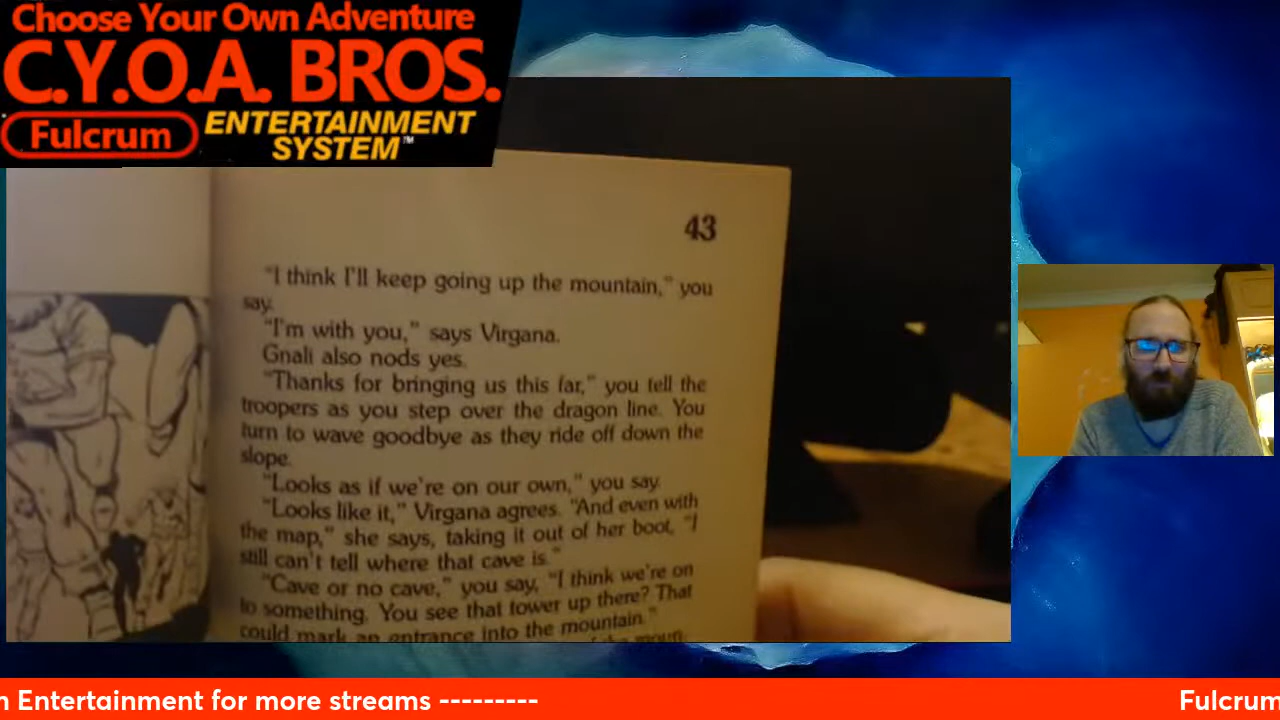 Choose Your Own Adventure
C.Y.O.A. BROS.
Fulcrum
ENTERTAINMENT
SYSTEM™
43
"I think I'll keep going up the mountain," you
say.
"I'm with you," says Virgana.
Gnali also nods yes.
"Thanks for bringing us this far," you tell the
troopers as you step over the dragon line. You
turn to wave goodbye as they ride off down the
slope.
"Looks as if we're on our own," you say.
"Looks like it," Virgana agrees. "And even with
the map," she says, taking it out of her boot, "I
still can't tell where that cave is."
"Cave or no cave," you say, "I think we're on
to something. You see that tower up there? That
could mark an entrance into the mountain."
of the moun-
n Entertainment for more streams ---------
Fulcrum